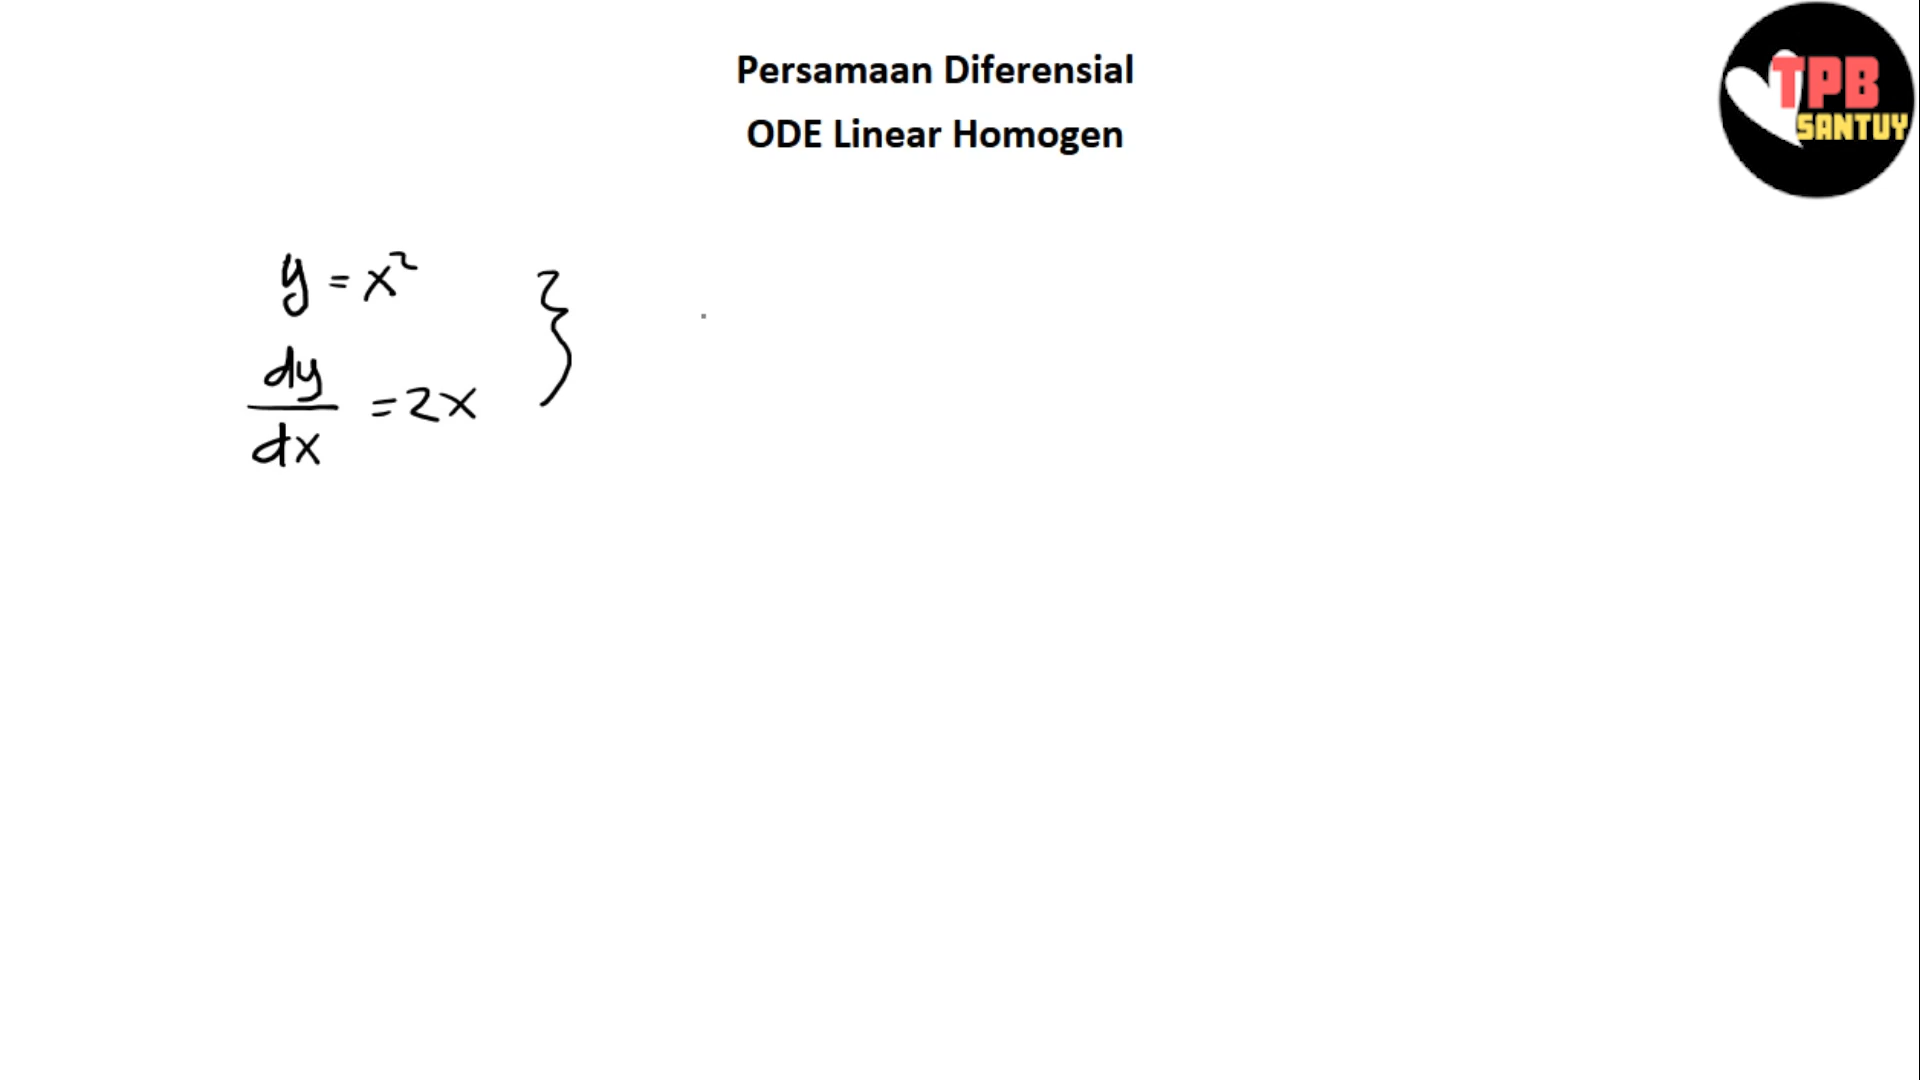 Persamaan Diferensial
ODE Linear Homogen
TPB
SANTUY
y = x²
dy/dx = 2x